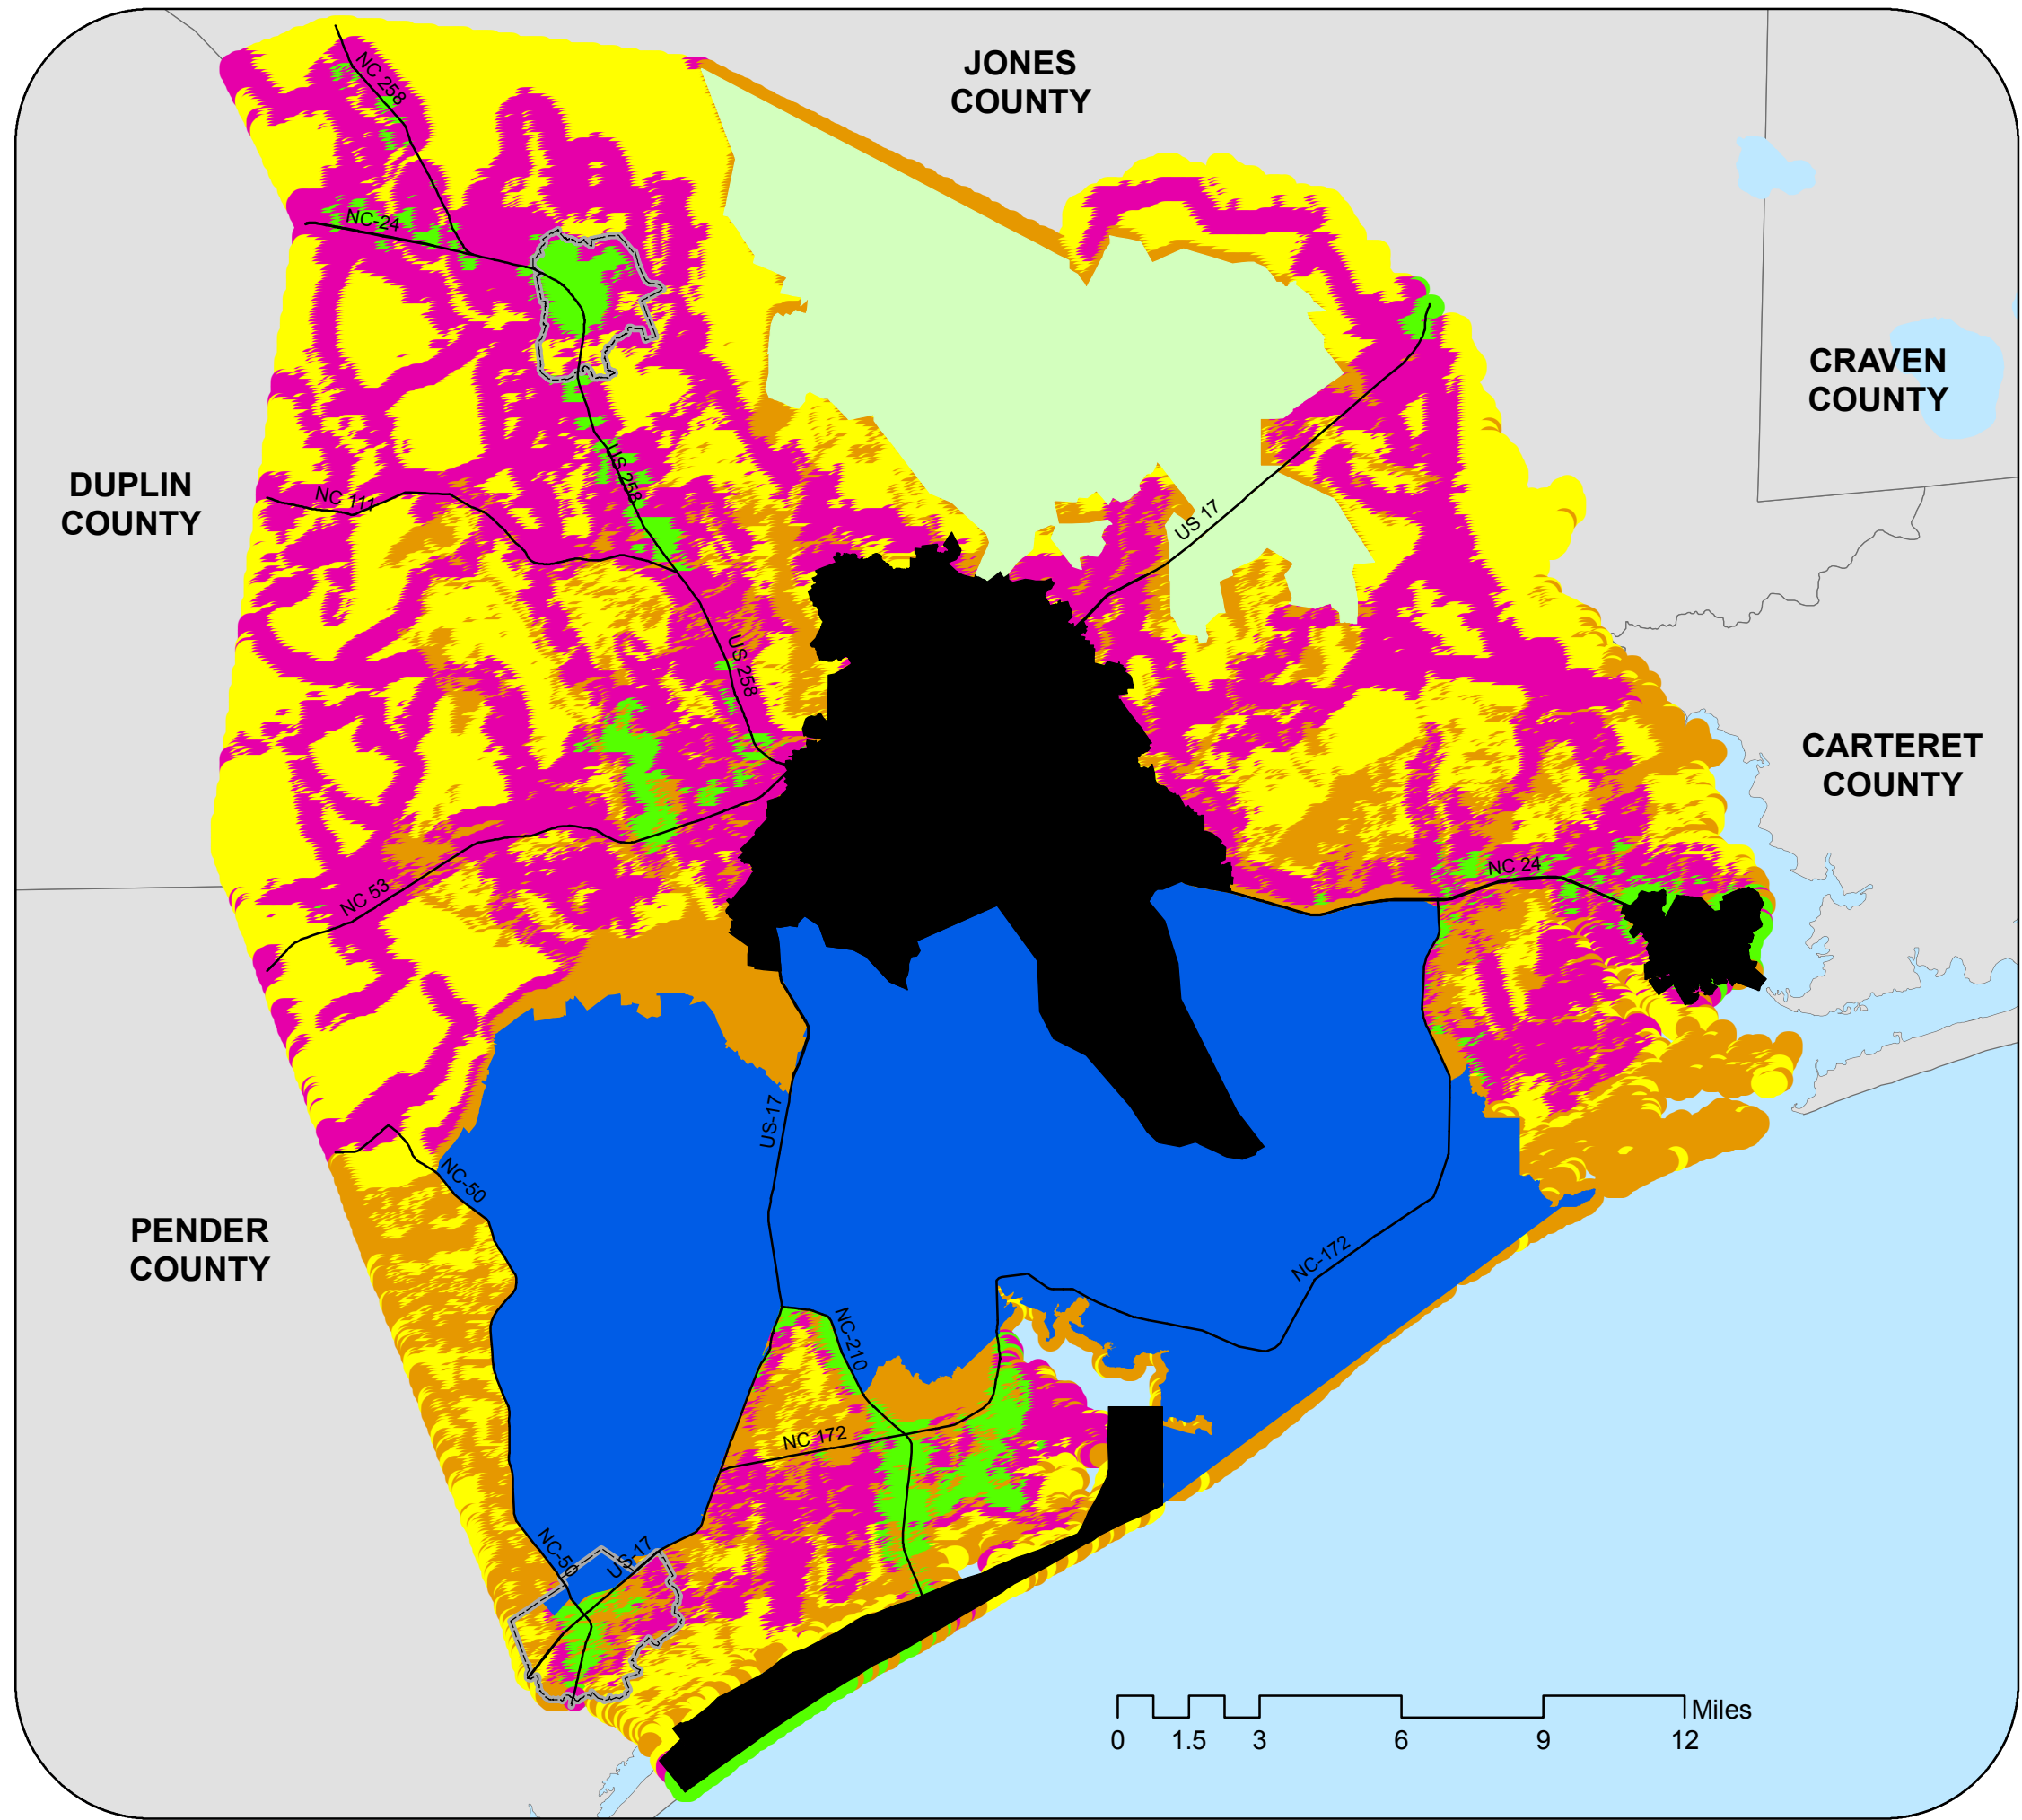 JONES
COUNTY
NC 258
NC-24
CRAVEN
COUNTY
DUPLIN
COUNTY
US 258
NC 111
US 17
US 258
CARTERET
COUNTY
NC 24
NC 53
US-17
NC-50
PENDER
COUNTY
NC-172
NC-210
NC 172
NC-50
US-17
Miles
0 1.5 3 6 9 12